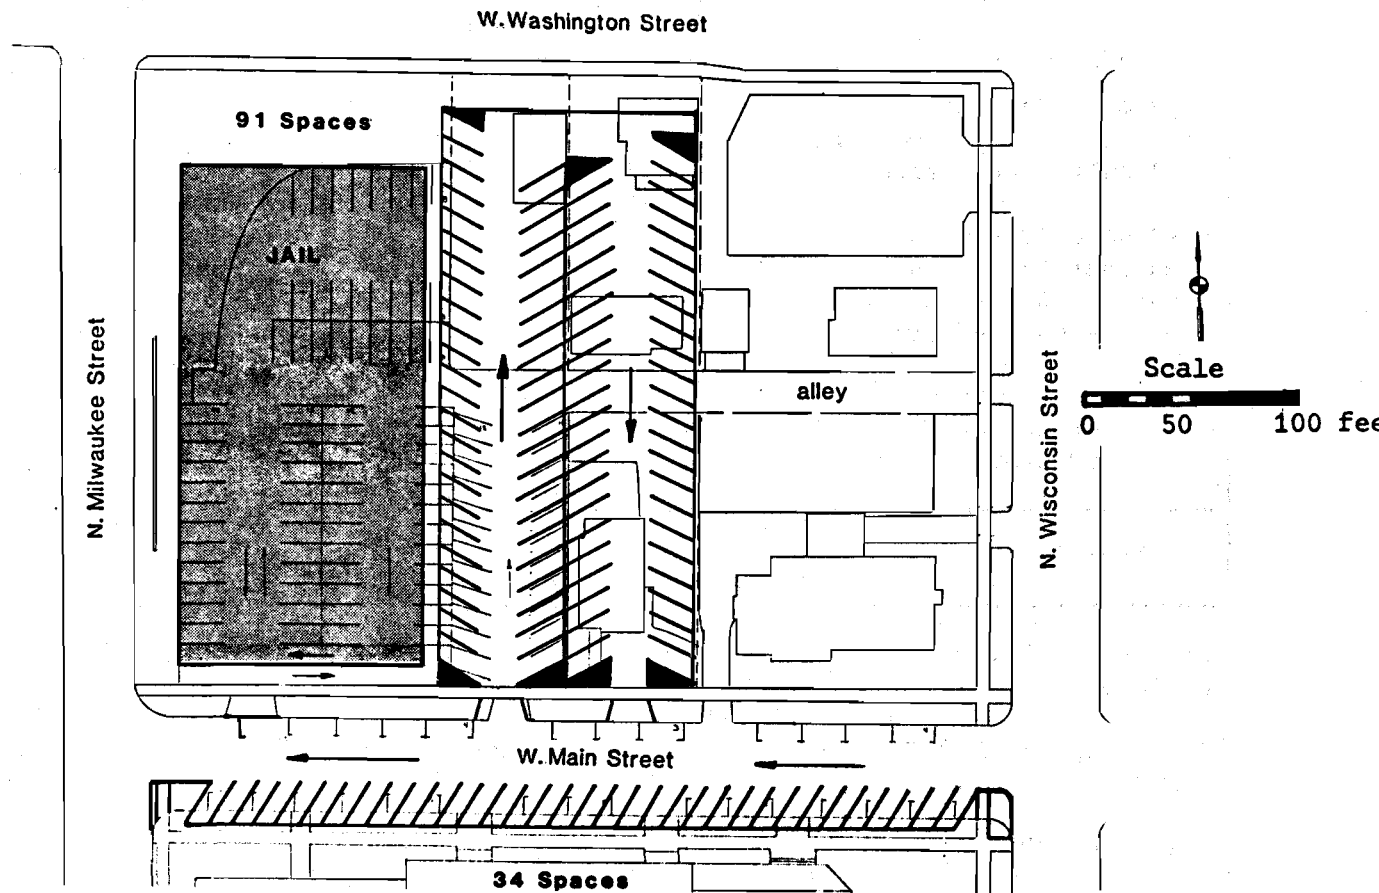 W. Washington Street
91 Spaces
JAIL
N. Milwaukee Street
alley
N. Wisconsin Street
Scale
0 50 100 fee
W. Main Street
34 Spaces